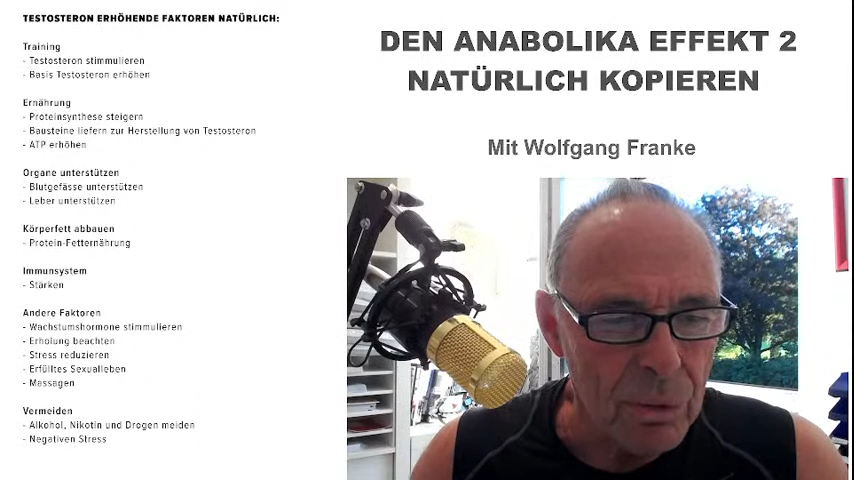 TESTOSTERON ERHÖHENDE FAKTOREN NATÜRLICH:
Training
- Testosteron stimulieren
- Basis Testosteron erhöhen
Ernährung
- Proteinsynthese steigern
- Bausteine liefern zur Herstellung von Testosteron
- ATP erhöhen
Organe unterstützen
- Blutgefässe unterstützen
- Leber unterstützen
Körperfett abbauen
- Protein-Fetternährung
Immunsystem
- Stärken
Andere Faktoren
- Wachstumshormone stimulieren
- Erholung beachten
- Stress reduzieren
- Erfülltes Sexualleben
- Massagen
Vermeiden
- Alkohol, Nikotin und Drogen meiden
- Negativen Stress
DEN ANABOLIKA EFFEKT 2
NATÜRLICH KOPIEREN
Mit Wolfgang Franke